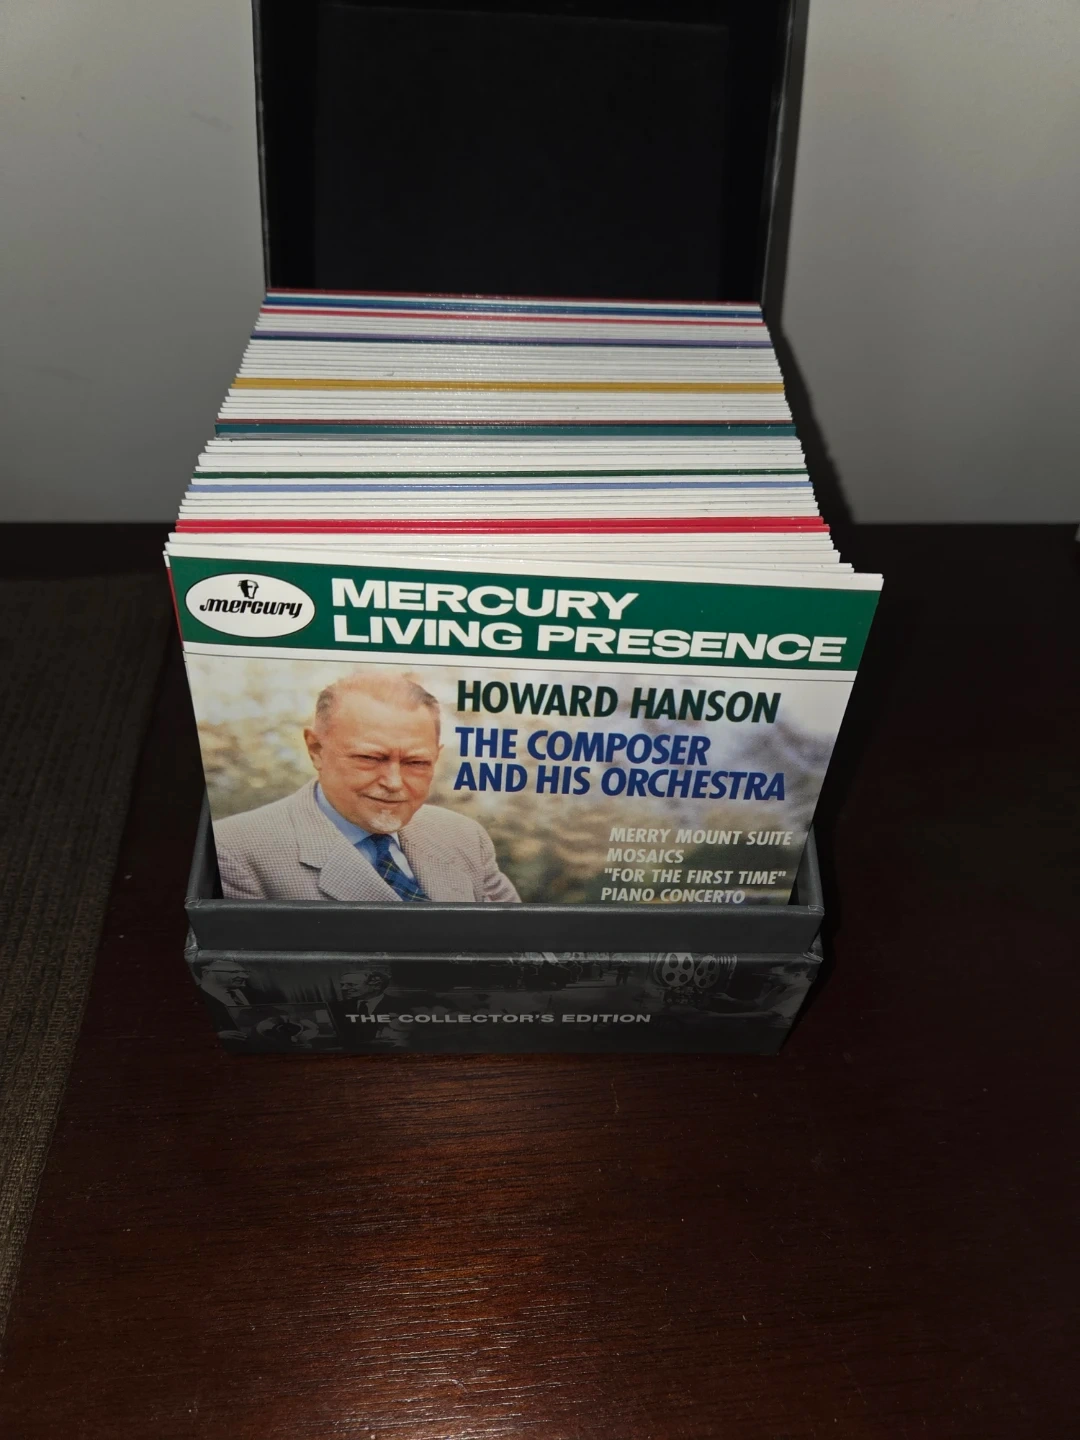 mercury
MERCURY
LIVING PRESENCE
HOWARD HANSON
THE COMPOSER
AND HIS ORCHESTRA
MERRY MOUNT SUITE
MOSAICS
"FOR THE FIRST TIME"
PIANO CONCERTO
THE COLLECTOR'S EDITION